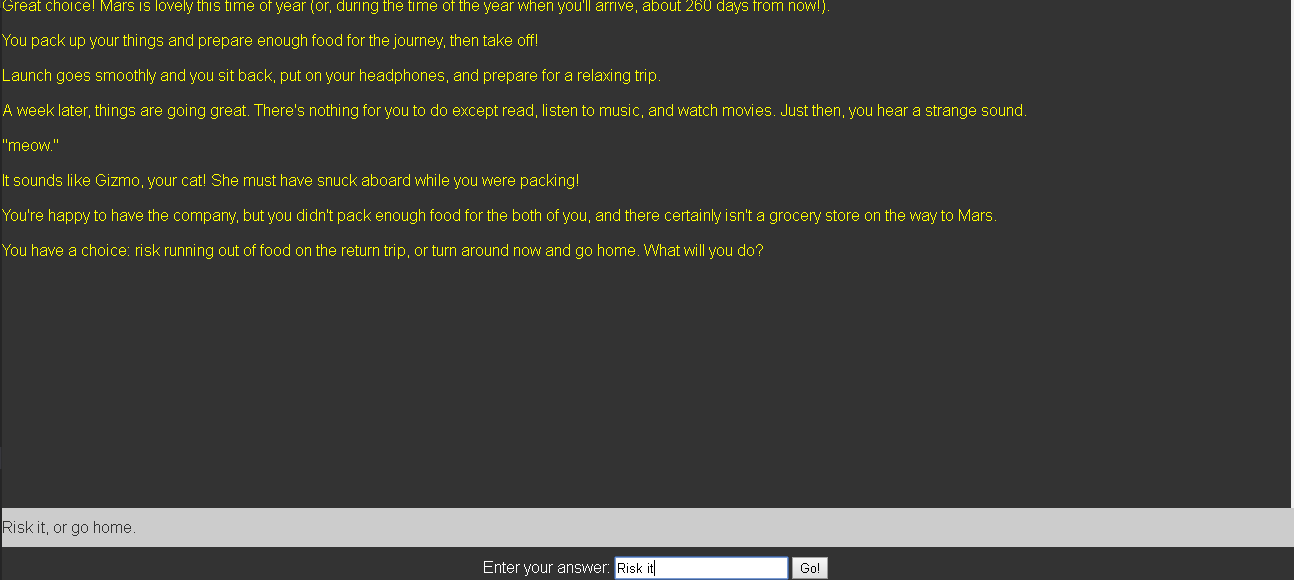 Great choice! Mars is lovely this time of year (or, during the time of the year when you'll arrive, about 260 days from now!).
You pack up your things and prepare enough food for the journey, then take off!
Launch goes smoothly and you sit back, put on your headphones, and prepare for a relaxing trip.
A week later, things are going great. There's nothing for you to do except read, listen to music, and watch movies. Just then, you hear a strange sound.
"meow."
It sounds like Gizmo, your cat! She must have snuck aboard while you were packing!
You're happy to have the company, but you didn't pack enough food for the both of you, and there certainly isn't a grocery store on the way to Mars.
You have a choice: risk running out of food on the return trip, or turn around now and go home. What will you do?
Risk it, or go home.
Enter your answer: Risk it Go!